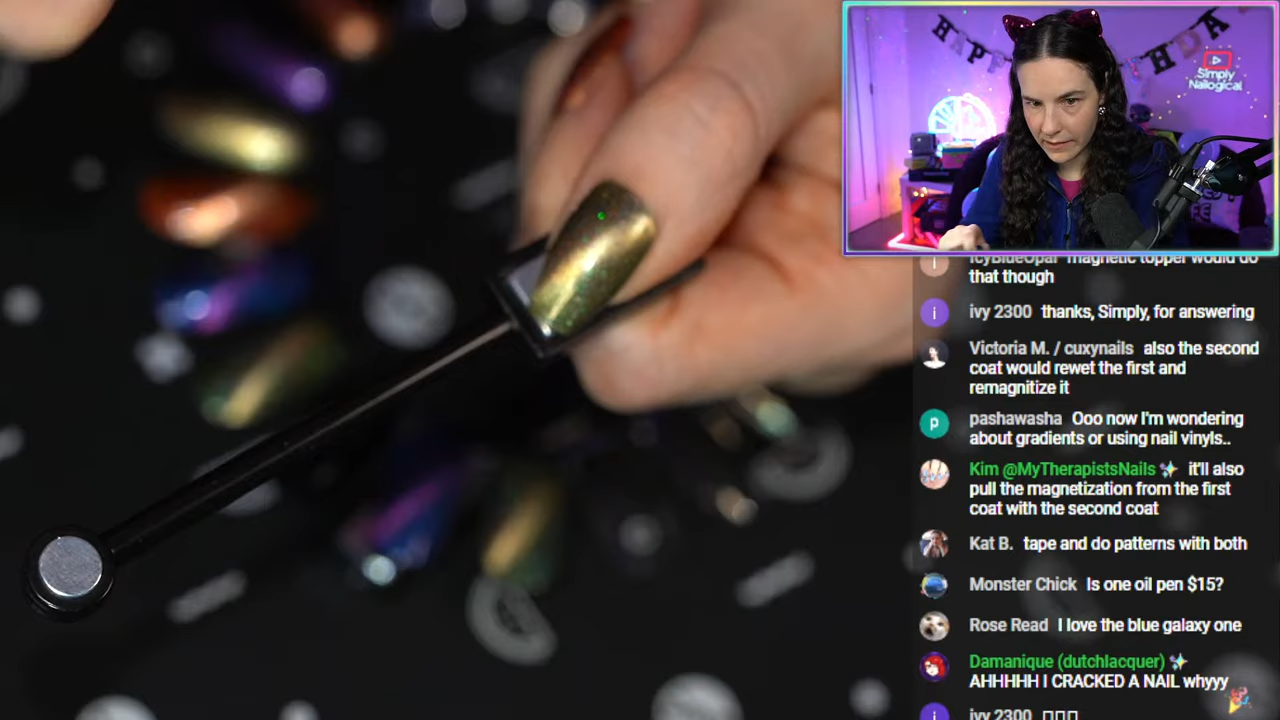 HAPP
THDA
Simply
Nailogical
IcyBlueOpal magnetic topper would do
that though
i ivy 2300 thanks, Simply, for answering
Victoria M. / cuxynails also the second
coat would rewet the first and
remagnitize it
p pashawasha Ooo now I'm wondering
about gradients or using nail vinyls..
Kim @MyTherapistsNails it'll also
pull the magnetization from the first
coat with the second coat
Kat B. tape and do patterns with both
Monster Chick Is one oil pen $15?
Rose Read I love the blue galaxy one
Damanique (dutchlacquer)
AHHHHH I CRACKED A NAIL whyyy
i ivy 2300